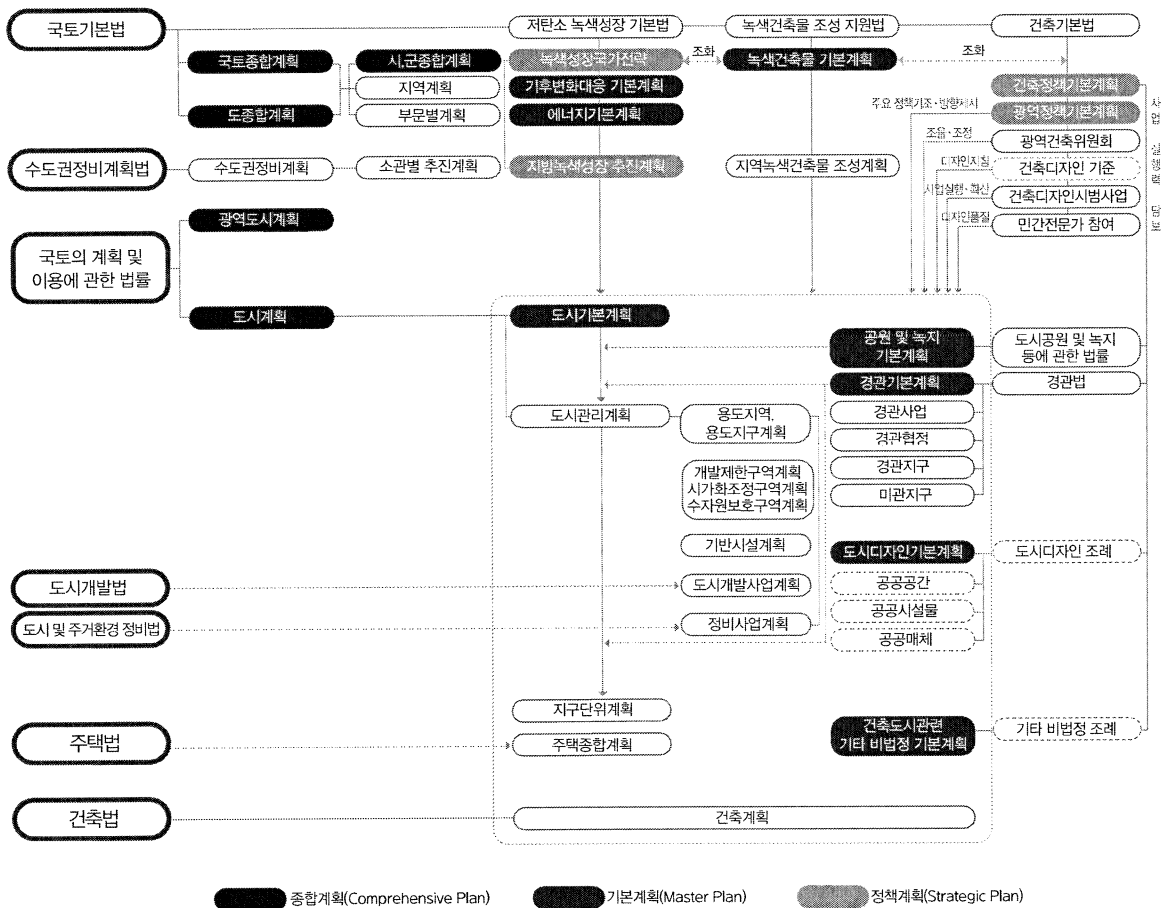 국토기본법
저탄소 녹색성장 기본법
녹색건축물 조성 지원법
건축기본법
국토종합계획
시,군종합계획
녹색성장국가전략
조화
녹색건축물 기본계획
조화
지역계획
기후변화대응 기본계획
건축정책기본계획
주요 정책기조·방향제시
도종합계획
부문별계획
에너지기본계획
광역정책기본계획
조율·조정
광역건축위원회
수도권정비계획법
수도권정비계획
소관별 추진계획
지방녹색성장 추진계획
지역녹색건축물 조성계획
디자인지침
건축디자인 기준
사업실행·확산
건축디자인시범사업
디자인품질
민간전문가 참여
사업 실행력 담보
광역도시계획
국토의 계획 및
이용에 관한 법률
도시계획
도시기본계획
공원 및 녹지
기본계획
도시공원 및 녹지
등에 관한 법률
경관기본계획
경관법
도시관리계획
용도지역,
용도지구계획
경관사업
경관협정
경관지구
미관지구
개발제한구역계획
시가화조정구역계획
수자원보호구역계획
기반시설계획
도시디자인기본계획
도시디자인 조례
도시개발법
도시개발사업계획
공공공간
공공시설물
도시 및 주거환경 정비법
정비사업계획
공공매체
지구단위계획
주택법
주택종합계획
건축도시관련
기타 비법정 기본계획
기타 비법정 조례
건축법
건축계획
종합계획(Comprehensive Plan)
기본계획(Master Plan)
정책계획(Strategic Plan)